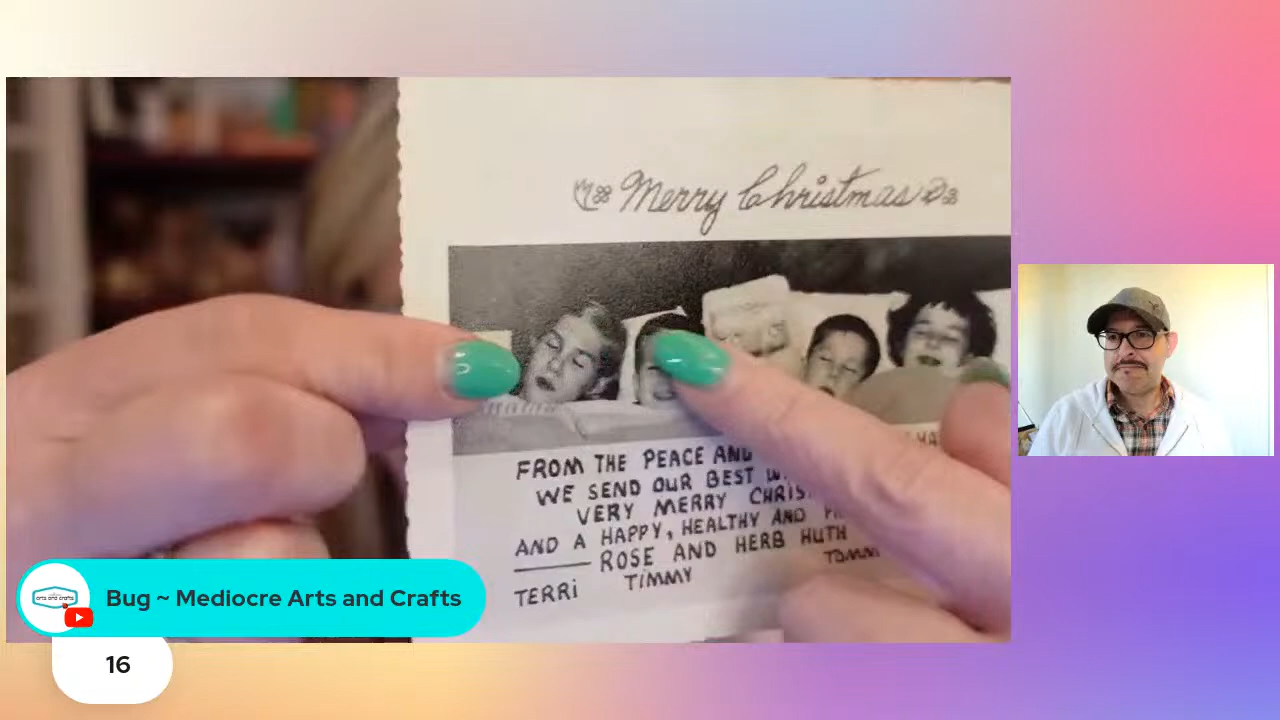 Merry Christmas
FROM THE PEACE AND
WE SEND OUR BEST
VERY MERRY
AND A HAPPY, HEALTHY AND
ROSE AND HERB HUTH
TERRI TIMMY
Bug ~ Mediocre Arts and Crafts
16